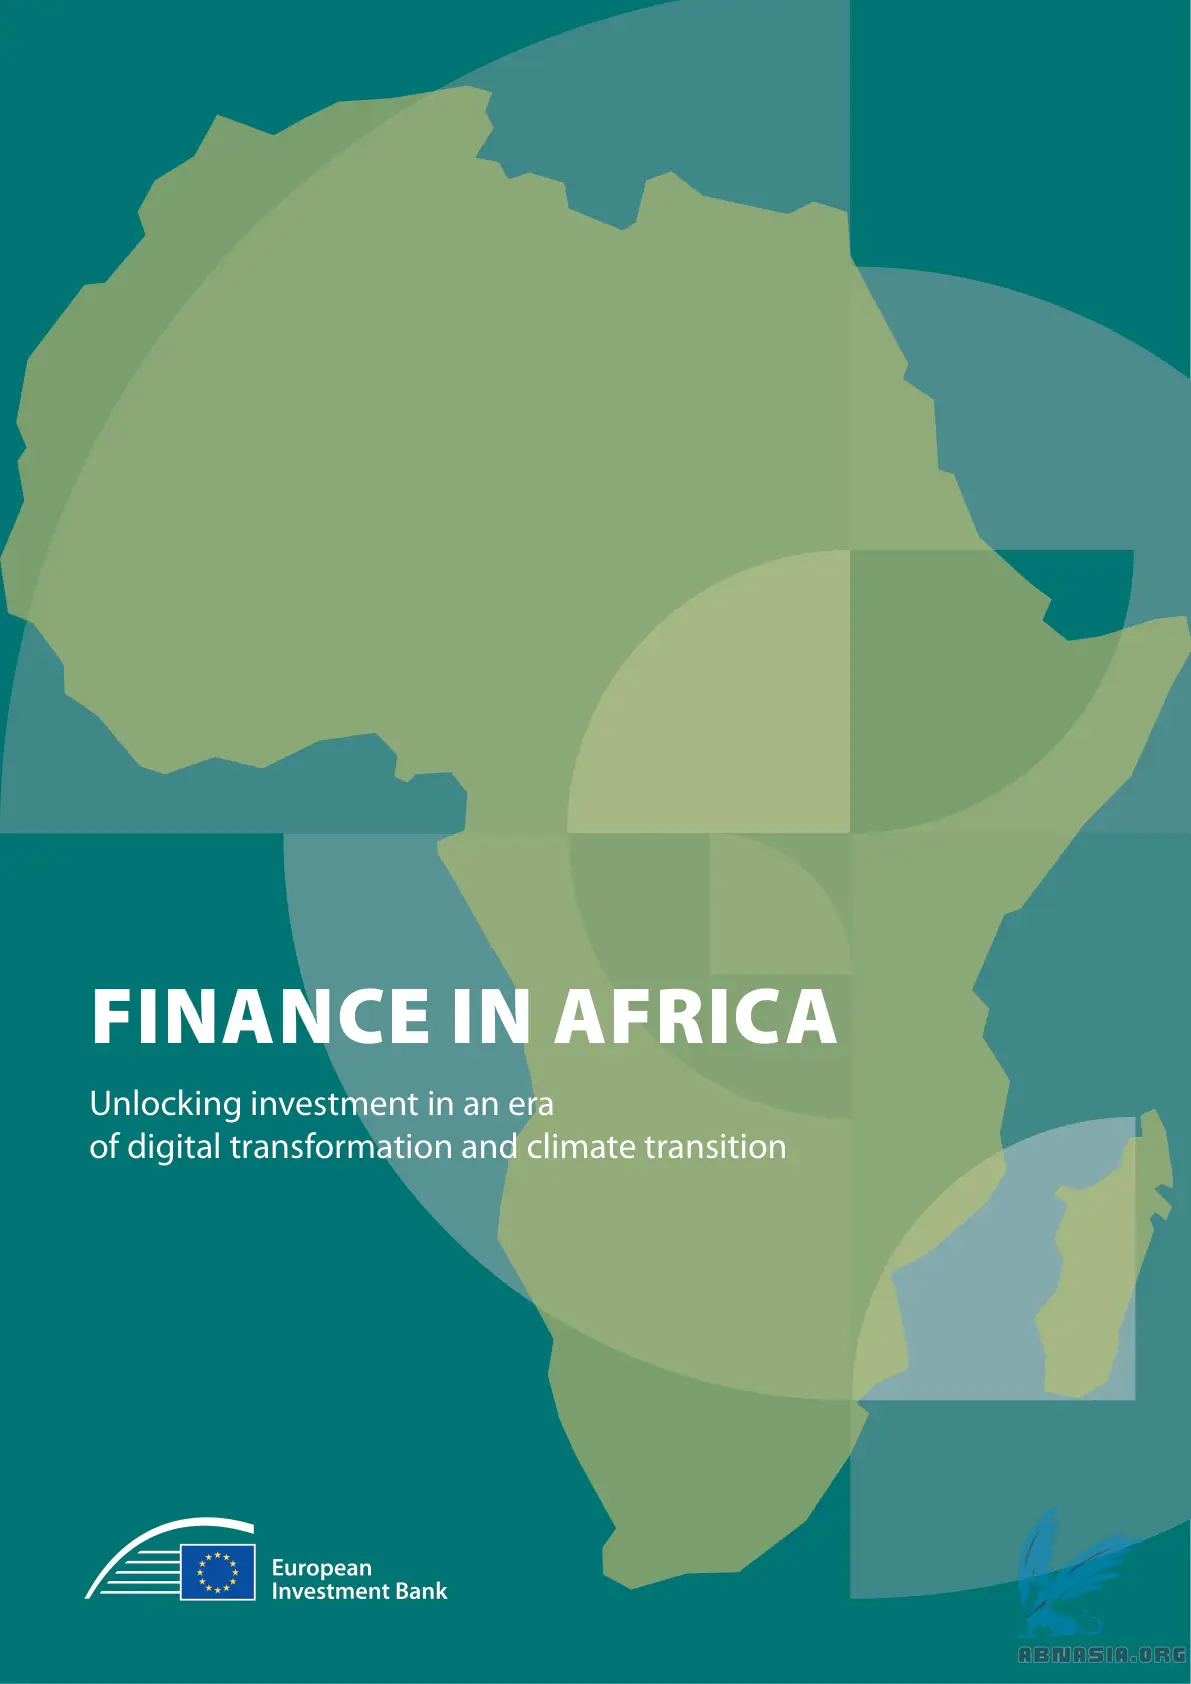 FINANCE IN AFRICA
Unlocking investment in an era
of digital transformation and climate transition
European
Investment Bank
ABNASIA.ORG